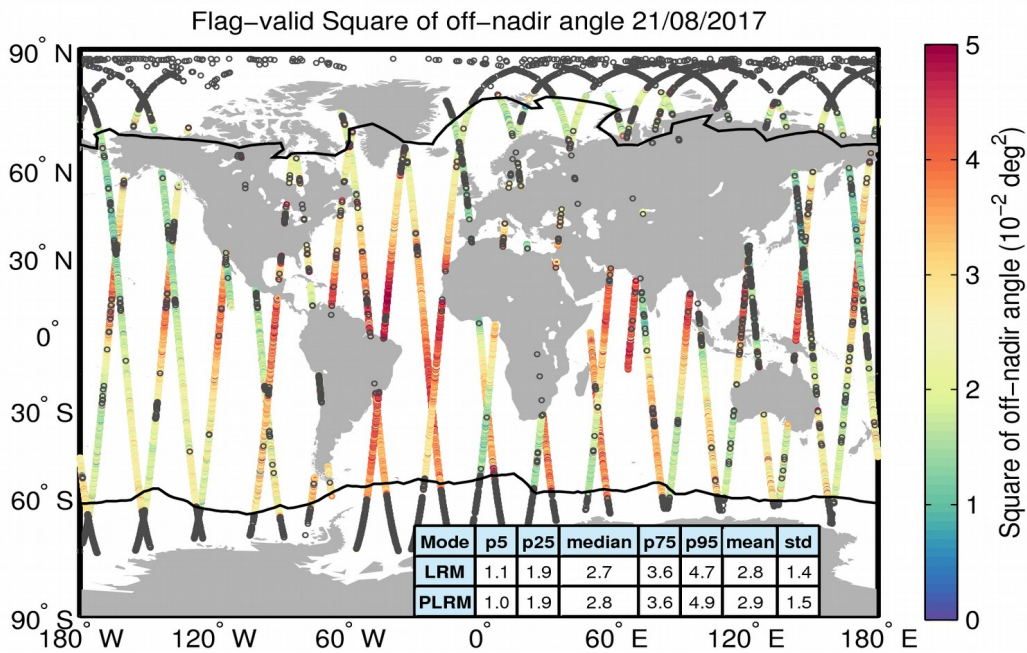 Flag−valid Square of off−nadir angle 21/08/2017
90° N
60° N
30° N
0°
30° S
60° S
90° S
180° W
120° W
60° W
0°
60° E
120° E
180° E
Mode p5 p25 median p75 p95 mean std
LRM 1.1 1.9 2.7 3.6 4.7 2.8 1.4
PLRM 1.0 1.9 2.8 3.6 4.9 2.9 1.5
5
4
3
2
1
0
Square of off−nadir angle (10⁻² deg²)